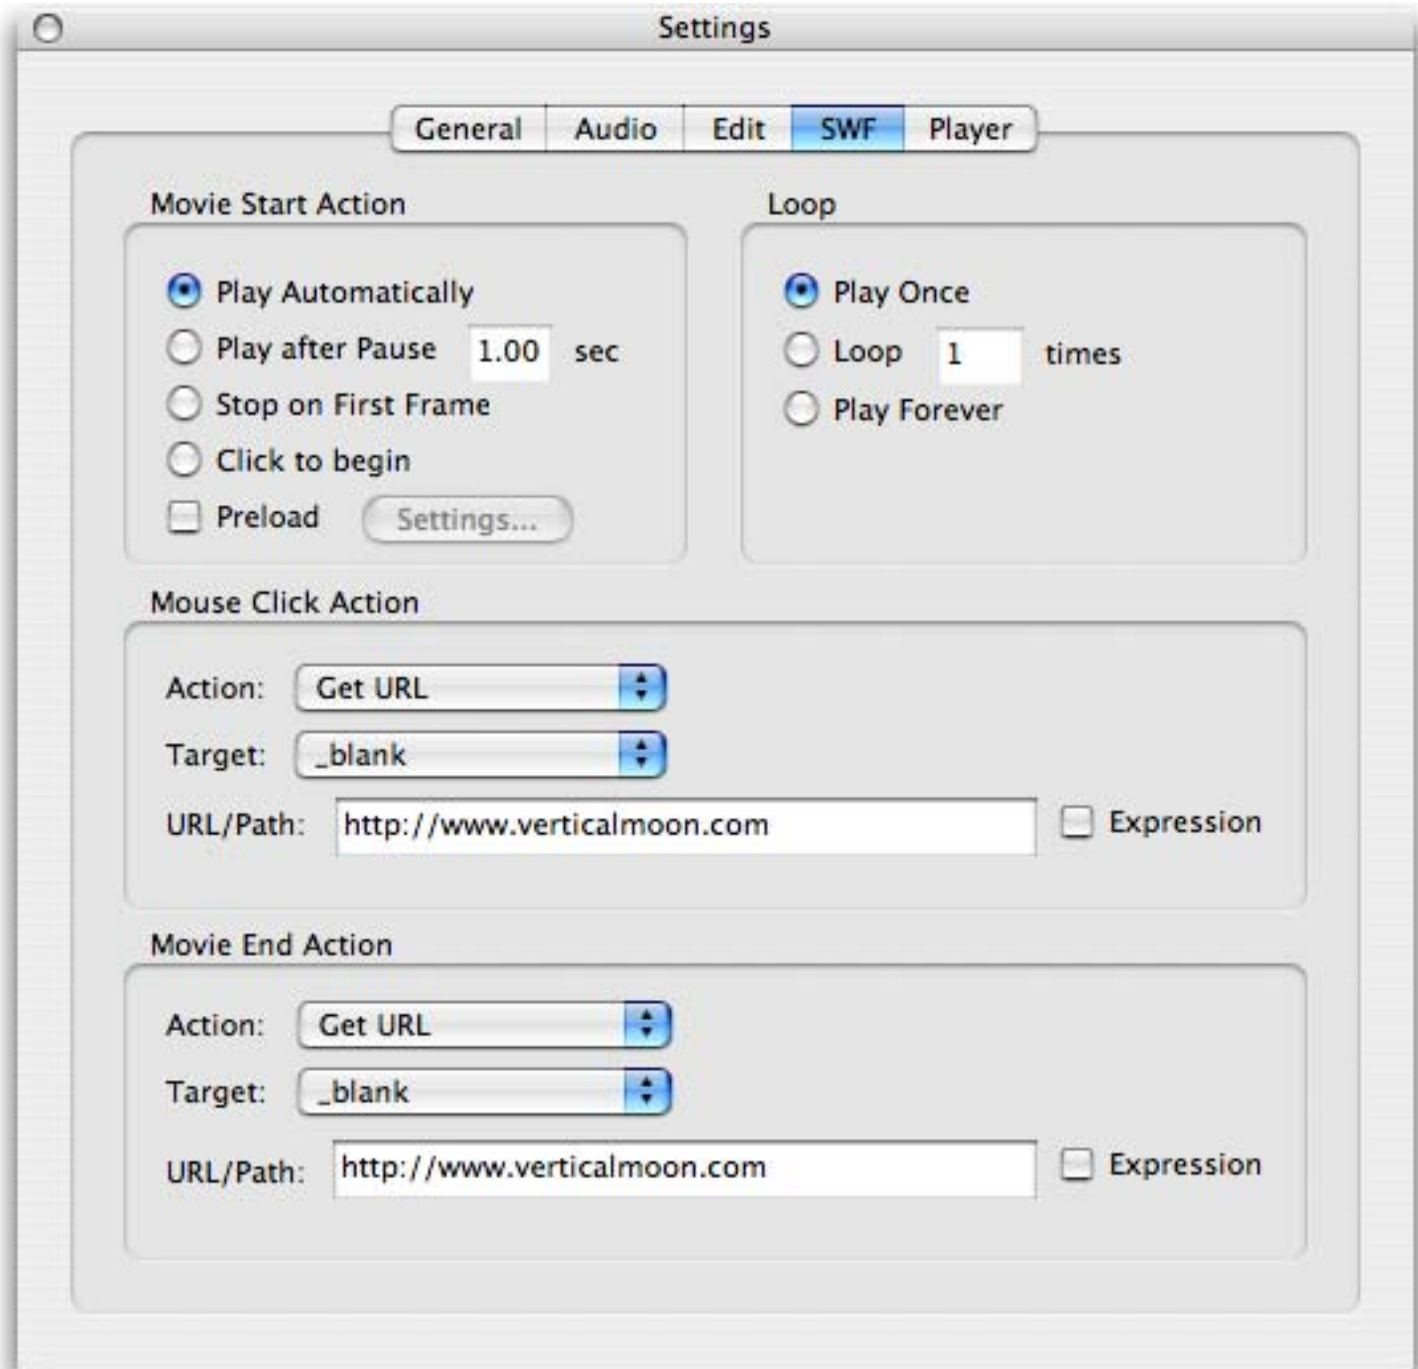 Settings
General Audio Edit SWF Player
Movie Start Action
Play Automatically
Play after Pause 1.00 sec
Stop on First Frame
Click to begin
Preload Settings...
Loop
Play Once
Loop 1 times
Play Forever
Mouse Click Action
Action: Get URL
Target: _blank
URL/Path: http://www.verticalmoon.com Expression
Movie End Action
Action: Get URL
Target: _blank
URL/Path: http://www.verticalmoon.com Expression